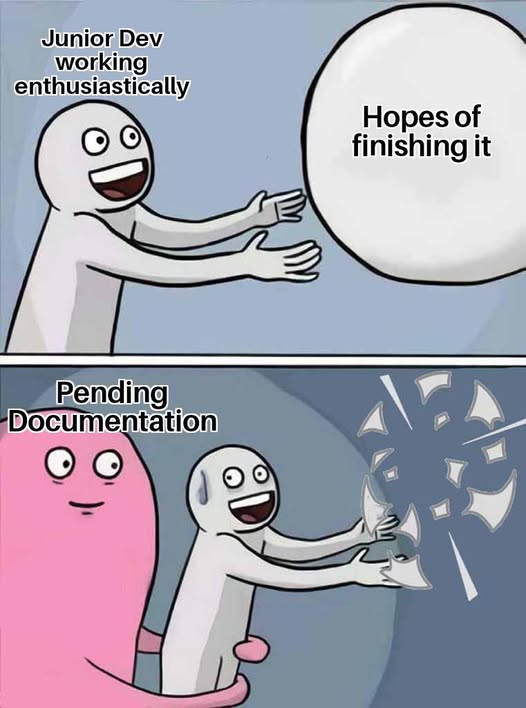 Junior Dev
working
enthusiastically
Hopes of
finishing it
Pending
Documentation